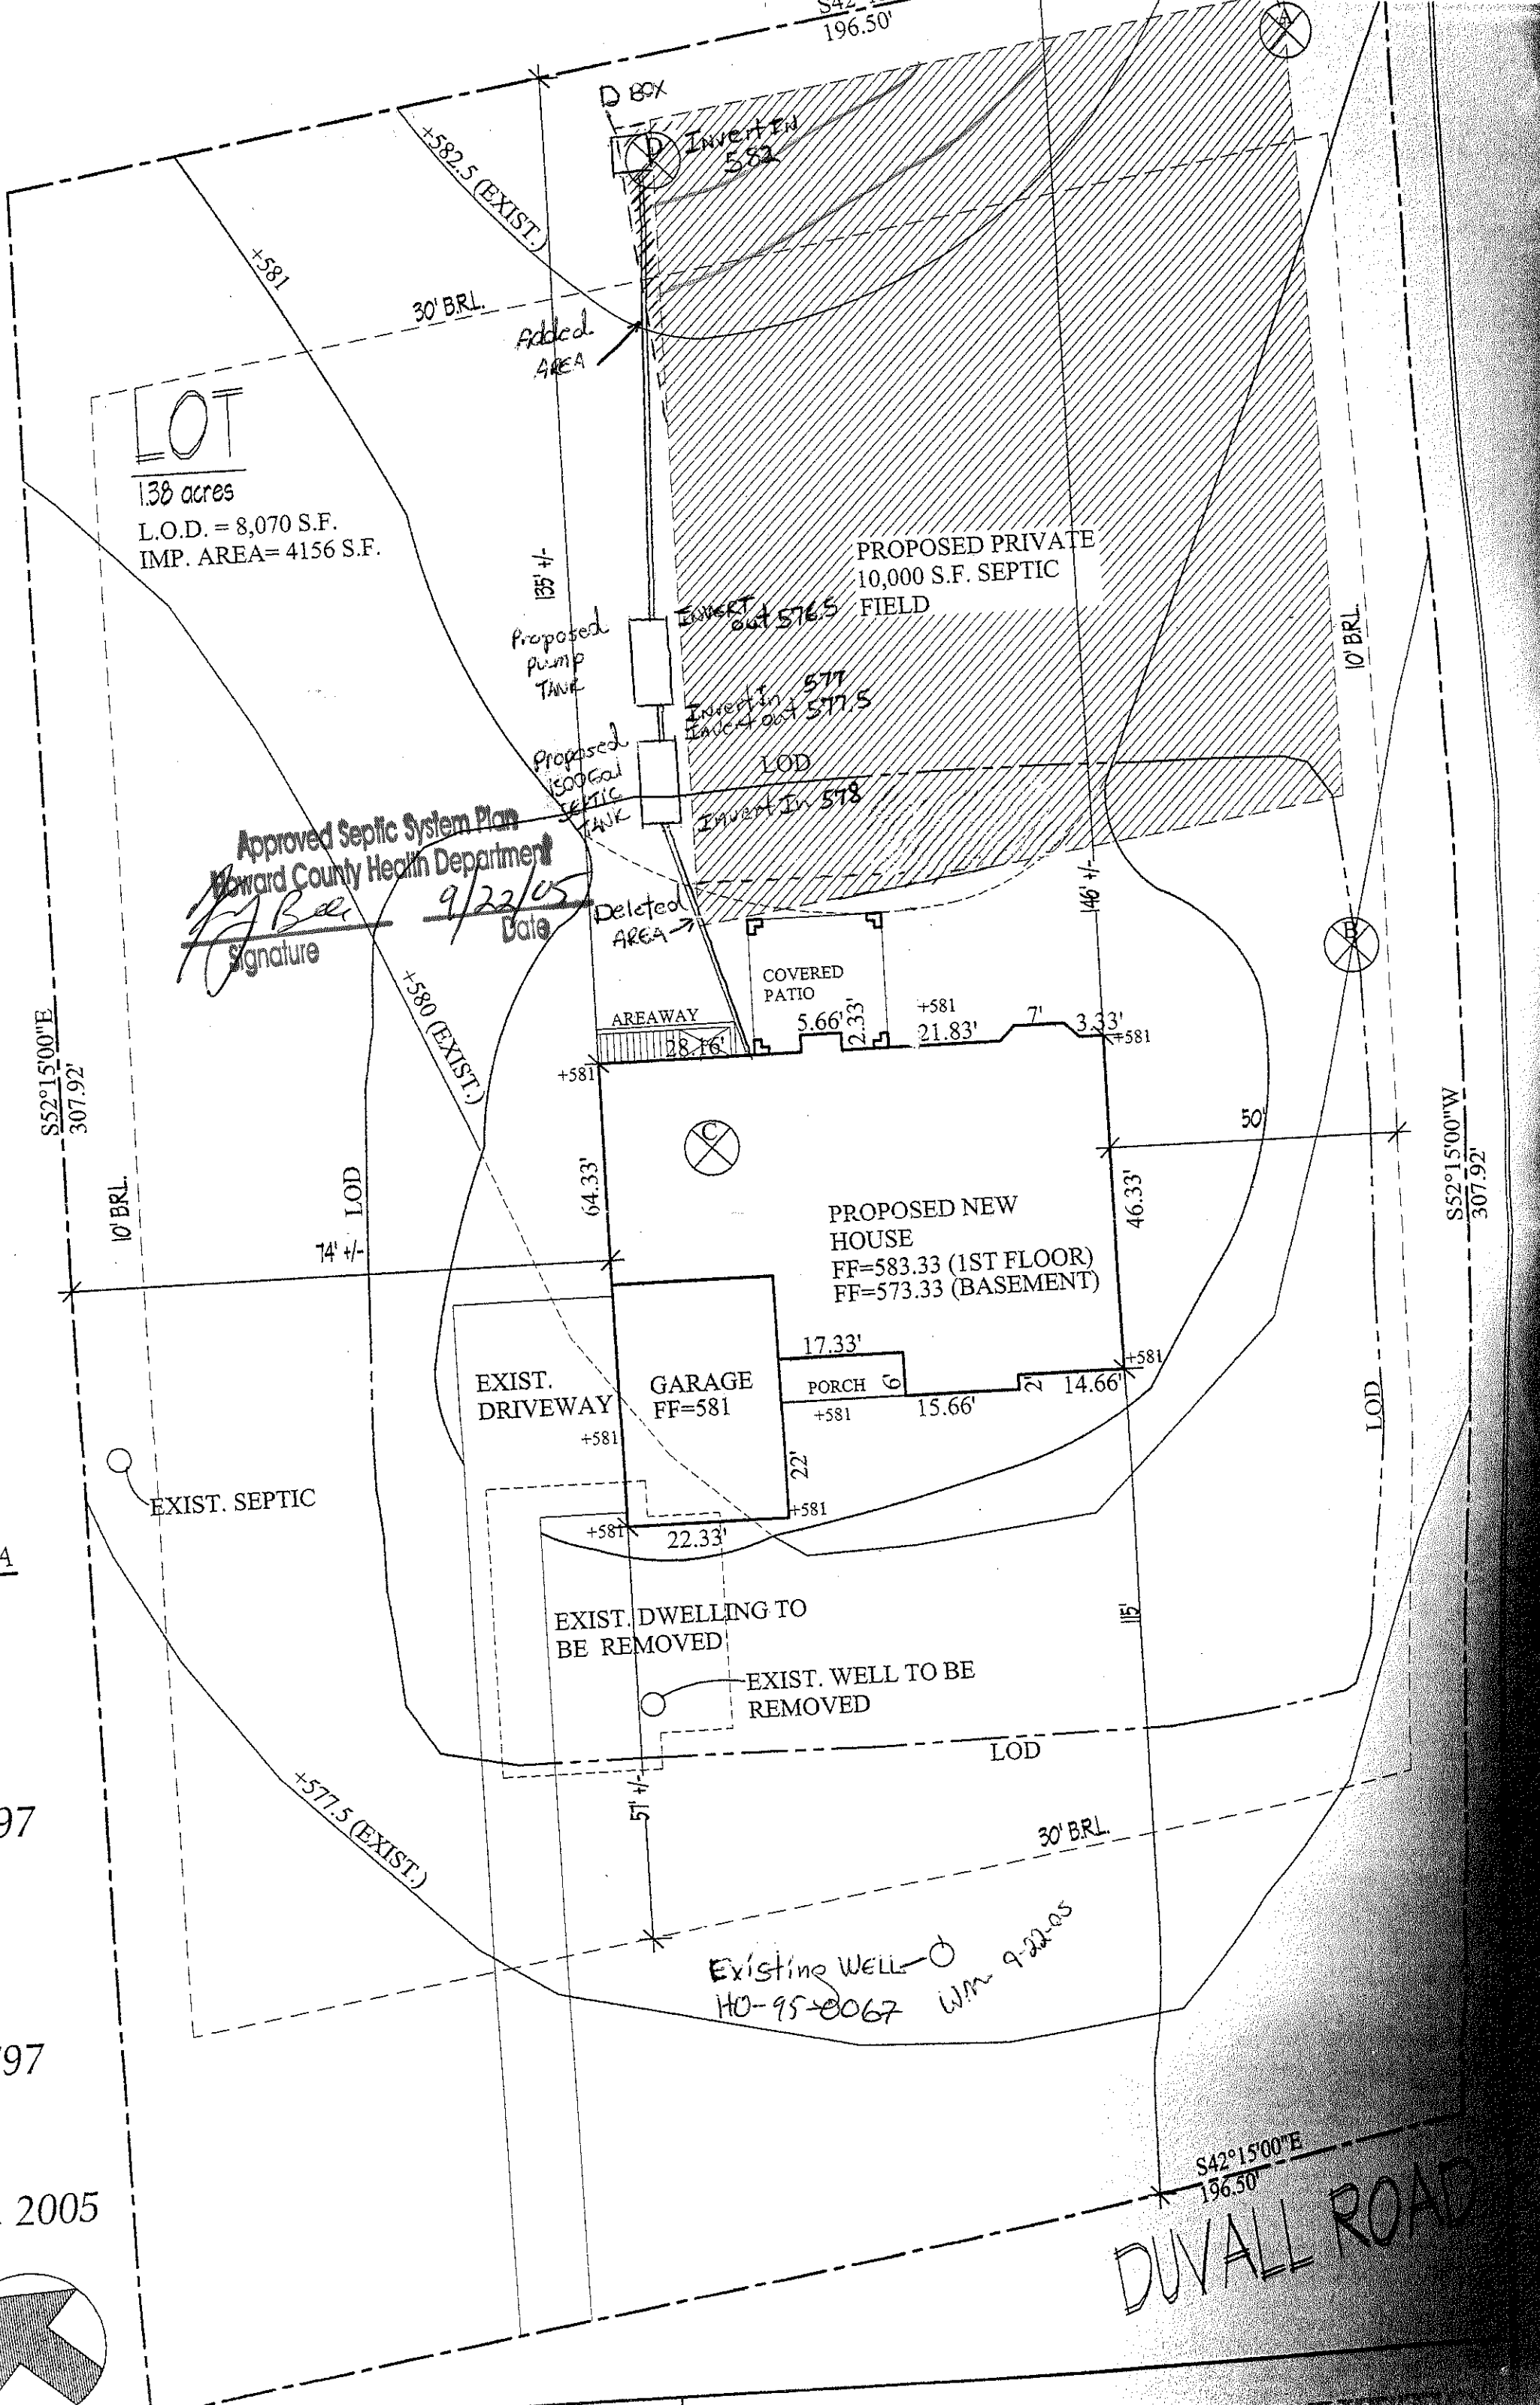 196.50'
A
D BOX
D
Invert IN
582
+582.5 (EXIST.)
+581
30' B.R.L.
Added
AREA
LOT
1.38 acres
L.O.D. = 8,070 S.F.
IMP. AREA= 4156 S.F.
135' +/-
PROPOSED PRIVATE
10,000 S.F. SEPTIC
FIELD
10' B.R.L.
INVERT
out 576.5
Proposed
Pump
TANK
Invert In 577
Invert out 577.5
Proposed
1500 Gal
SEPTIC
TANK
LOD
Invert In 578
Approved Septic System Plan
Howard County Health Department
9/22/05
Signature
Date
Deleted
AREA
146' +/-
B
+580 (EXIST.)
COVERED
PATIO
AREAWAY
28.16'
5.66'
2.33'
+581
21.83'
7'
3.33'
+581
+581
S52°15'00"E
307.92'
C
50'
S52°15'00"W
307.92'
10' B.R.L.
LOD
64.33'
46.33'
74' +/-
PROPOSED NEW
HOUSE
FF=583.33 (1ST FLOOR)
FF=573.33 (BASEMENT)
17.33'
EXIST.
DRIVEWAY
GARAGE
FF=581
PORCH
6'
+581
15.66'
2'
14.66'
+581
LOD
+581
22'
EXIST. SEPTIC
+581
22.33'
+581
A
EXIST. DWELLING TO
BE REMOVED
115'
EXIST. WELL TO BE
REMOVED
LOD
+577.5 (EXIST.)
51' +/-
30' B.R.L.
97
Existing WELL
HO-95-0067
9-22-05
'97
2005
S42°15'00"E
196.50'
DUVALL ROAD